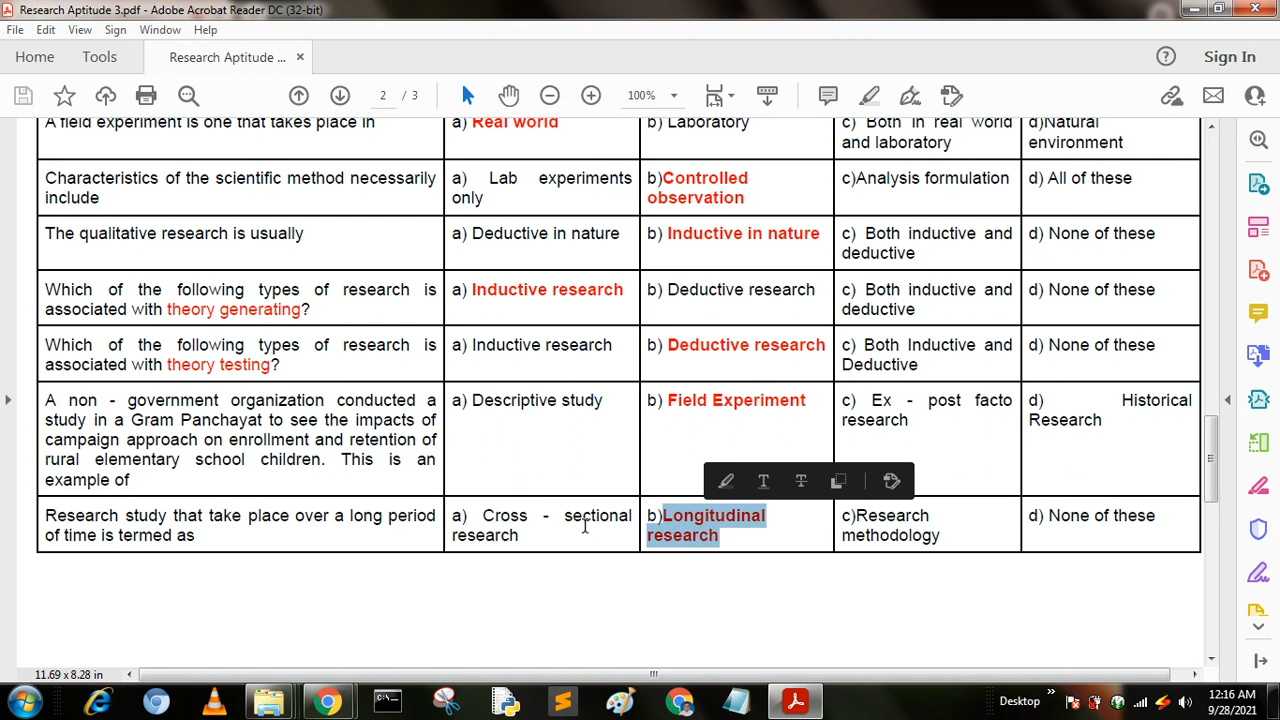 Research Aptitude 3.pdf - Adobe Acrobat Reader DC (32-bit)
File Edit View Sign Window Help
Home Tools Research Aptitude ... × Sign In
2 / 3 100%
A field experiment is one that takes place in a) Real world b) Laboratory c) Both in real world and laboratory d)Natural environment
Characteristics of the scientific method necessarily include a) Lab experiments only b)Controlled observation c)Analysis formulation d) All of these
The qualitative research is usually a) Deductive in nature b) Inductive in nature c) Both inductive and deductive d) None of these
Which of the following types of research is associated with theory generating? a) Inductive research b) Deductive research c) Both inductive and deductive d) None of these
Which of the following types of research is associated with theory testing? a) Inductive research b) Deductive research c) Both Inductive and Deductive d) None of these
A non - government organization conducted a study in a Gram Panchayat to see the impacts of campaign approach on enrollment and retention of rural elementary school children. This is an example of a) Descriptive study b) Field Experiment c) Ex - post facto research d) Historical Research
Research study that take place over a long period of time is termed as a) Cross - sectional research b)Longitudinal research c)Research methodology d) None of these
11.69 x 8.28 in
Desktop » 12:16 AM
9/28/2021